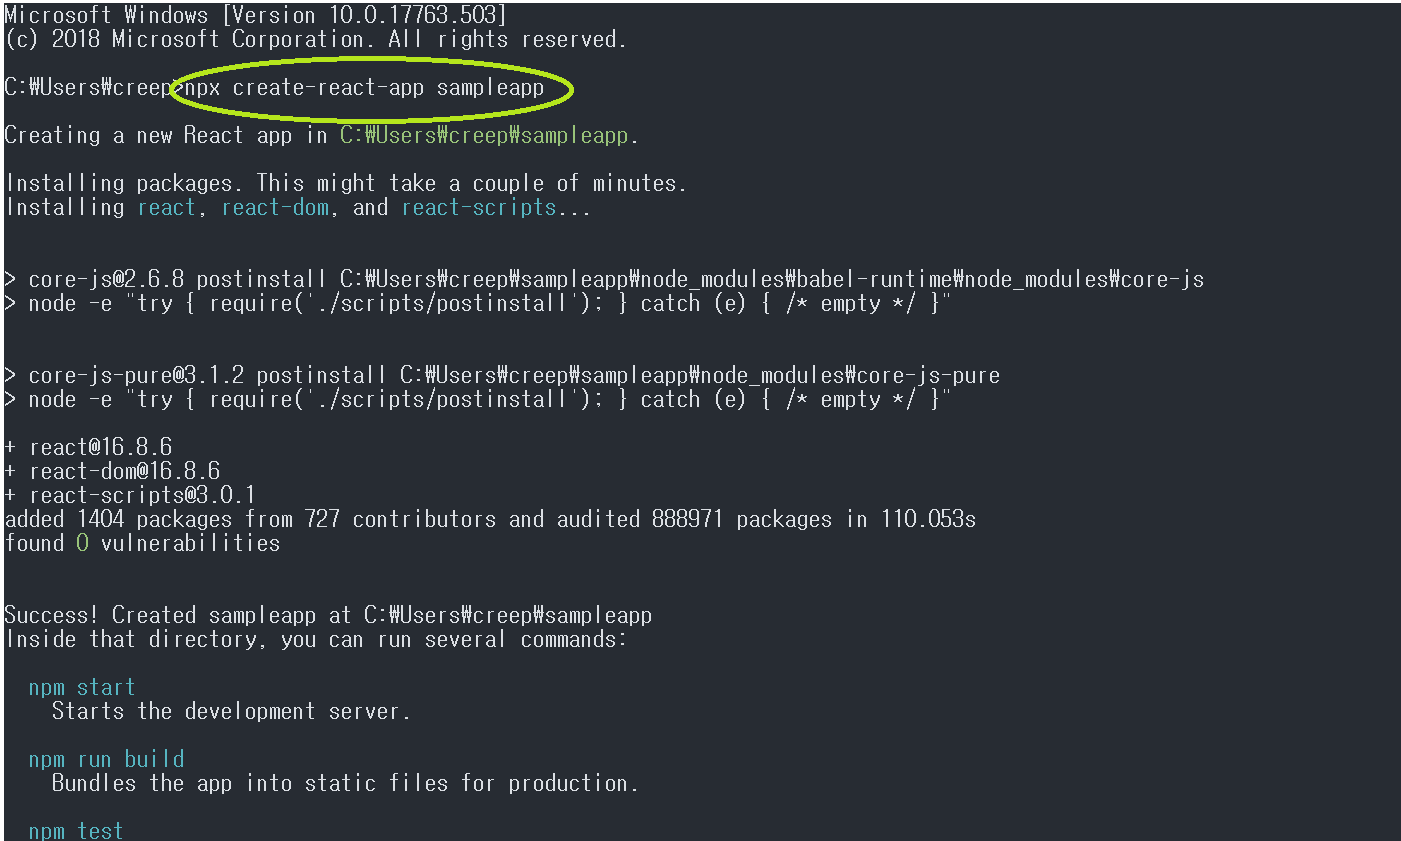 Microsoft Windows [Version 10.0.17763.503]
(c) 2018 Microsoft Corporation. All rights reserved.
C:₩Users₩creep>npx create-react-app sampleapp
Creating a new React app in C:₩Users₩creep₩sampleapp.
Installing packages. This might take a couple of minutes.
Installing react, react-dom, and react-scripts...
> core-js@2.6.8 postinstall C:₩Users₩creep₩sampleapp₩node_modules₩babel-runtime₩node_modules₩core-js
> node -e "try { require('./scripts/postinstall'); } catch (e) { /* empty */ }"
> core-js-pure@3.1.2 postinstall C:₩Users₩creep₩sampleapp₩node_modules₩core-js-pure
> node -e "try { require('./scripts/postinstall'); } catch (e) { /* empty */ }"
+ react@16.8.6
+ react-dom@16.8.6
+ react-scripts@3.0.1
added 1404 packages from 727 contributors and audited 888971 packages in 110.053s
found 0 vulnerabilities
Success! Created sampleapp at C:₩Users₩creep₩sampleapp
Inside that directory, you can run several commands:
npm start
Starts the development server.
npm run build
Bundles the app into static files for production.
npm test